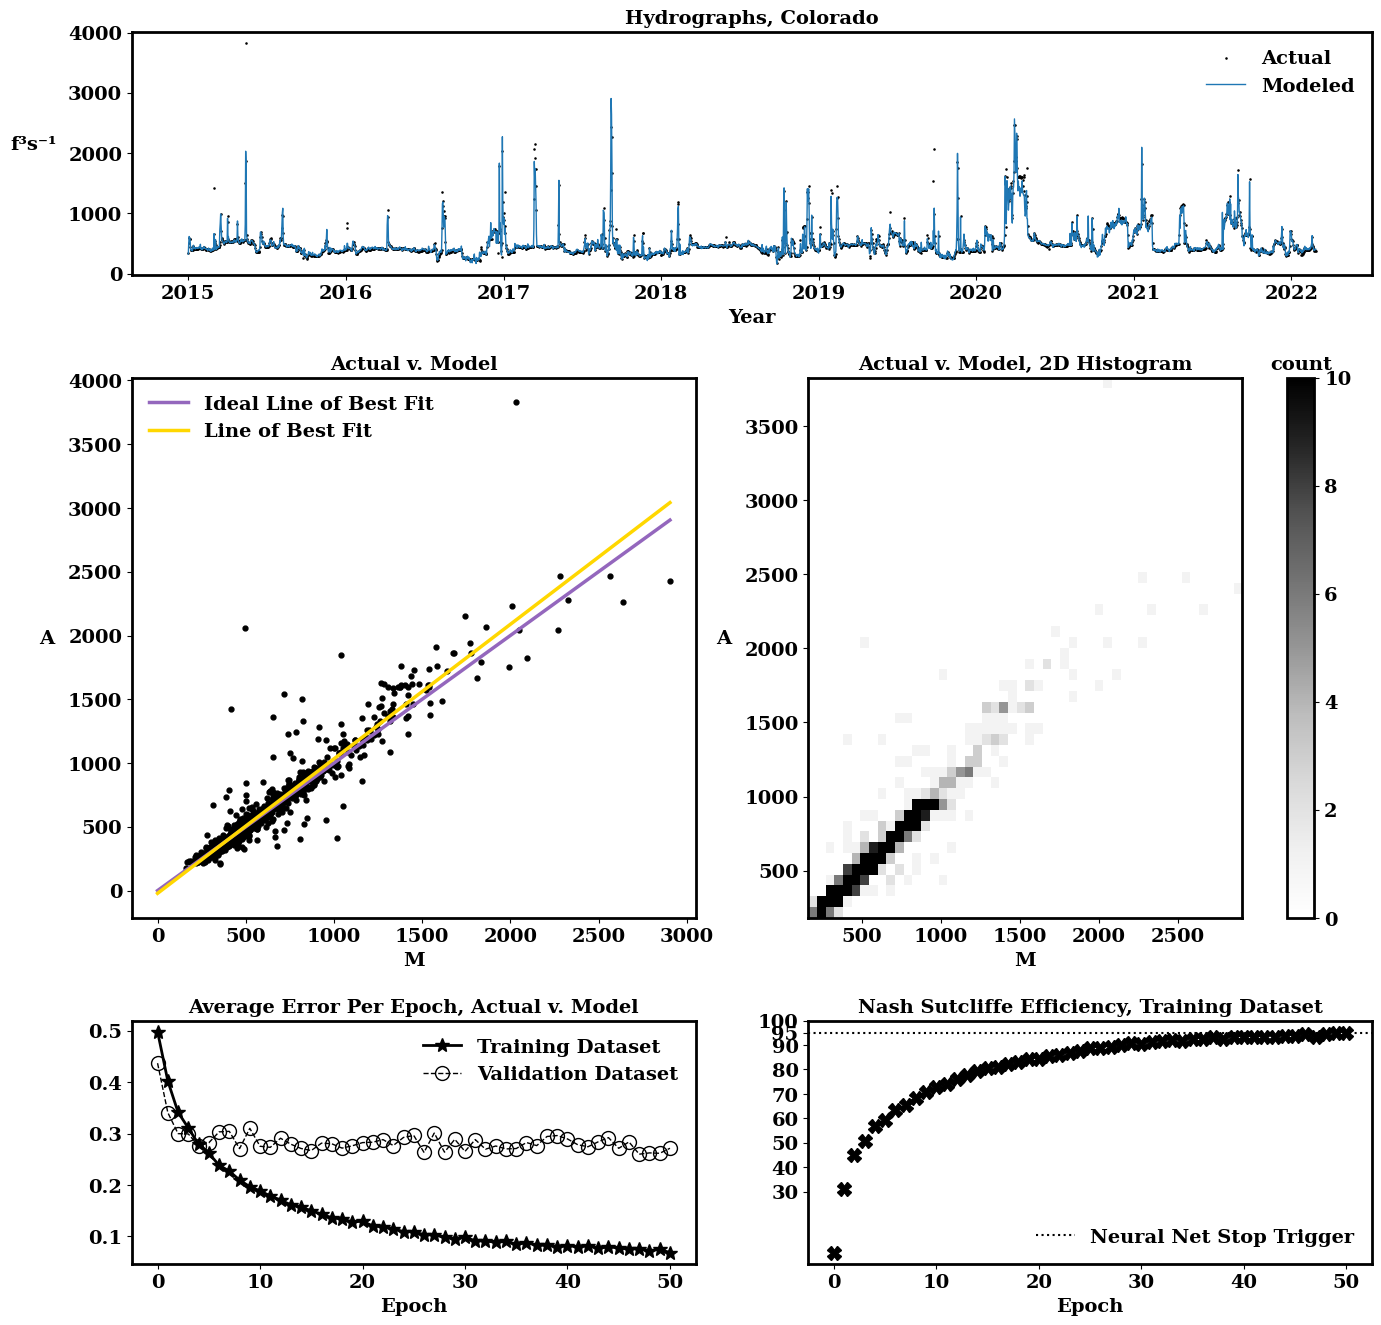 Hydrographs, Colorado
4000
3000
2000
1000
0
f³s⁻¹
Actual
Modeled
2015 2016 2017 2018 2019 2020 2021 2022
Year
Actual v. Model
4000
3500
3000
2500
2000
1500
1000
500
0
A
Ideal Line of Best Fit
Line of Best Fit
0 500 1000 1500 2000 2500 3000
M
Actual v. Model, 2D Histogram
3500
3000
2500
2000
1500
1000
500
A
500 1000 1500 2000 2500
M
count
10
8
6
4
2
0
Average Error Per Epoch, Actual v. Model
0.5
0.4
0.3
0.2
0.1
Training Dataset
Validation Dataset
0 10 20 30 40 50
Epoch
Nash Sutcliffe Efficiency, Training Dataset
100
95
90
80
70
60
50
40
30
Neural Net Stop Trigger
0 10 20 30 40 50
Epoch